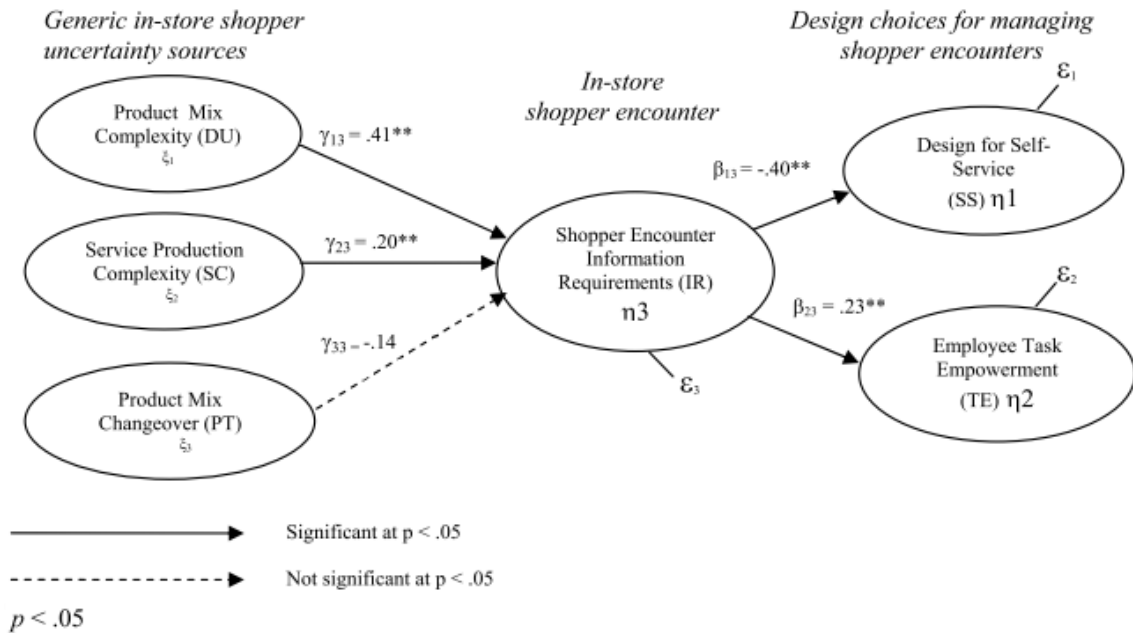 Generic in-store shopper
uncertainty sources
Design choices for managing
shopper encounters
In-store
shopper encounter
Product Mix
Complexity (DU)
ξ₁
γ₁₃ = .41**
Service Production
Complexity (SC)
ξ₂
γ₂₃ = .20**
Product Mix
Changeover (PT)
ξ₃
γ₃₃ = -.14
Shopper Encounter
Information
Requirements (IR)
η3
ε₃
β₁₃ = -.40**
ε₁
Design for Self-
Service
(SS) η1
β₂₃ = .23**
ε₂
Employee Task
Empowerment
(TE) η2
Significant at p < .05
Not significant at p < .05
p < .05